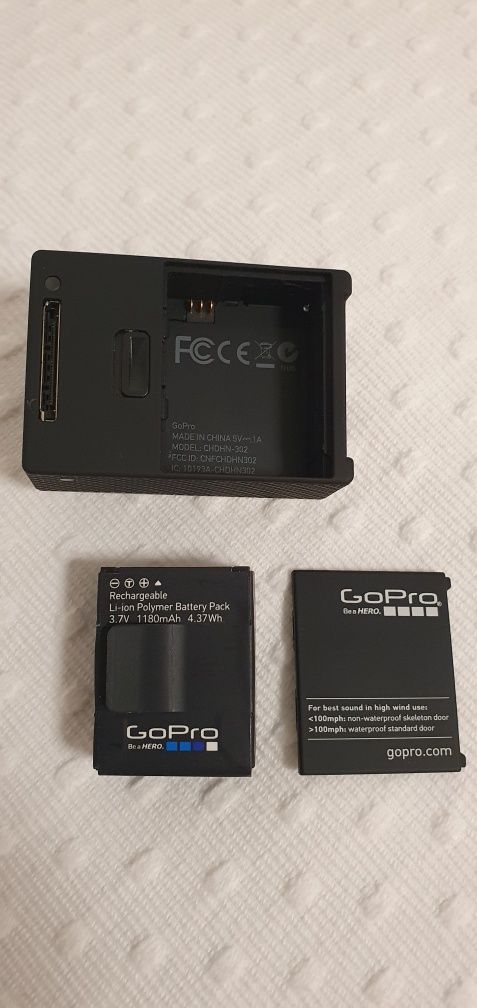 FC CE N136
GoPro
MADE IN CHINA 5V⎓1A
MODEL: CHDHN-302
FCC ID: CNFCHDHN302
IC: 10193A-CHDHN302
Rechargeable
Li-ion Polymer Battery Pack
3.7V 1180mAh 4.37Wh
GoPro
Be a HERO.
GoPro®
Be a HERO.
For best sound in high wind use:
<100mph: non-waterproof skeleton door
>100mph: waterproof standard door
gopro.com